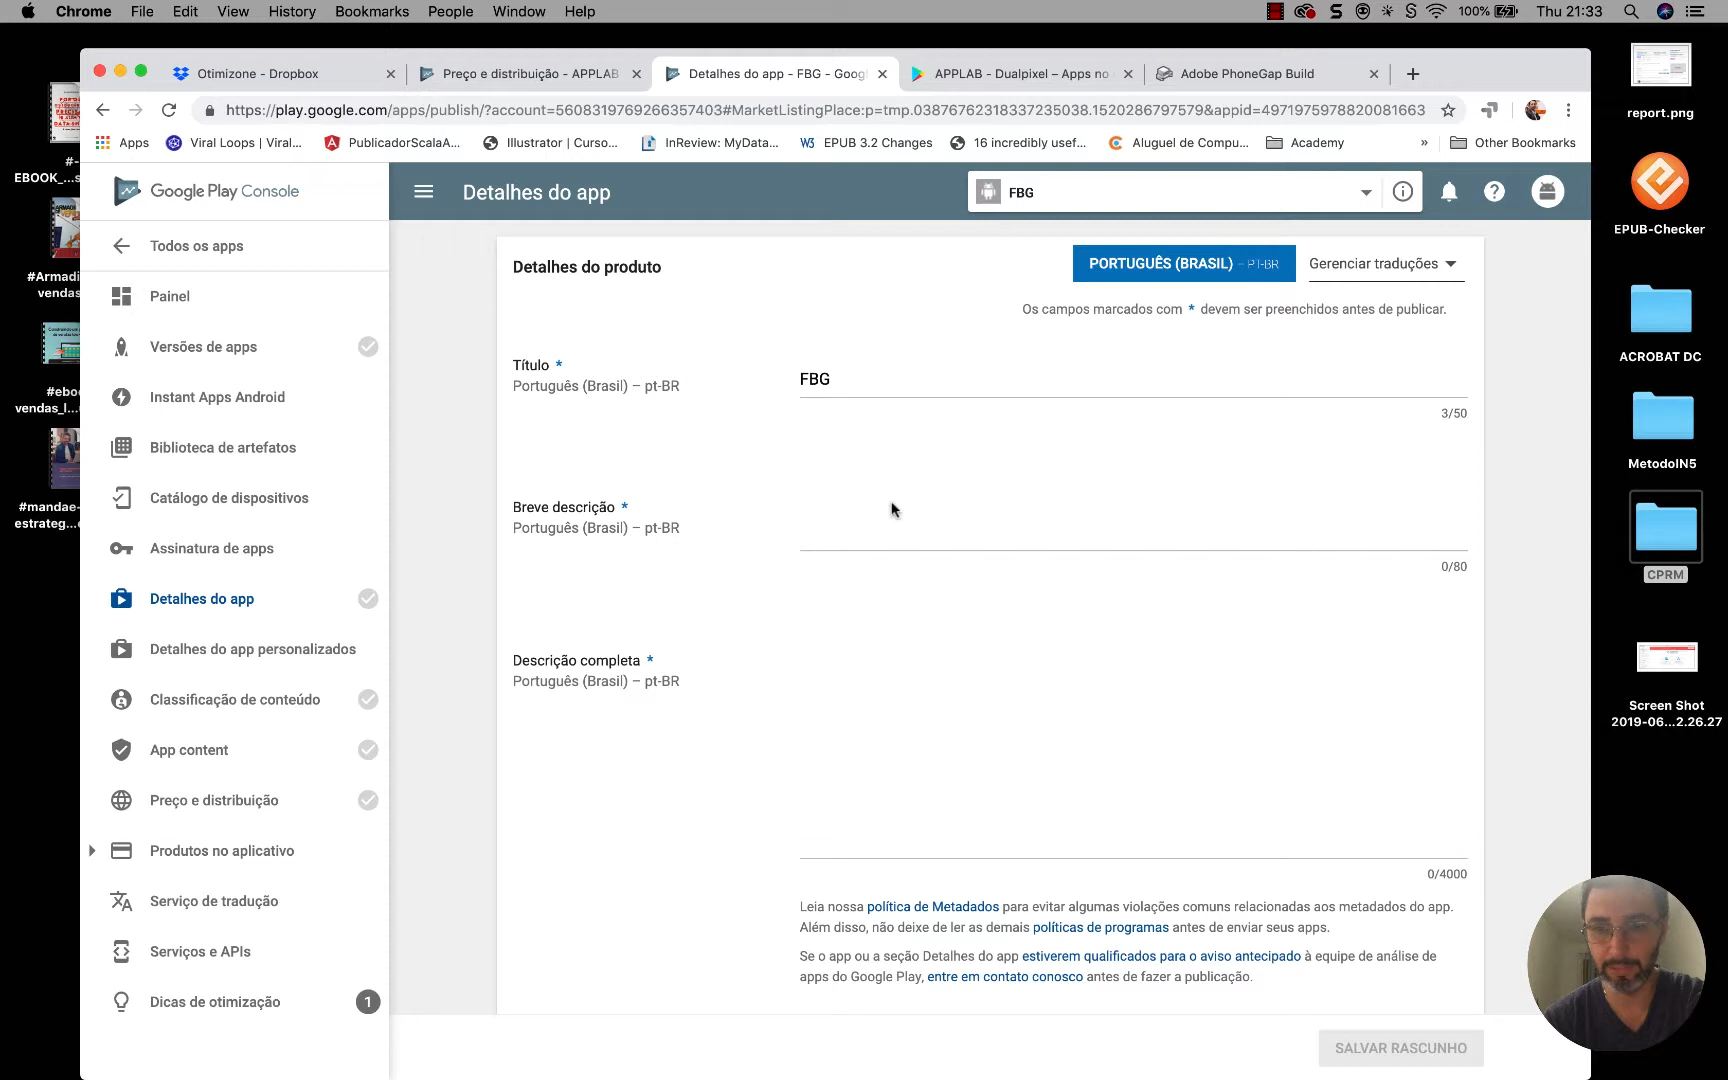 Chrome File Edit View History Bookmarks People Window Help
100% Thu 21:33
Otimizone - Dropbox
Preço e distribuição - APPLAB
Detalhes do app - FBG - Goog
APPLAB - Dualpixel – Apps no
Adobe PhoneGap Build
https://play.google.com/apps/publish/?account=5608319769266357403#MarketListingPlace:p=tmp.03876762318337235038.1520286797579&appid=4971975978820081663
Apps
Viral Loops | Viral...
PublicadorScalaA...
Illustrator | Curso...
InReview: MyData...
EPUB 3.2 Changes
16 incredibly usef...
Aluguel de Compu...
Academy
»
Other Bookmarks
Google Play Console
Detalhes do app
FBG
Todos os apps
Painel
Versões de apps
Instant Apps Android
Biblioteca de artefatos
Catálogo de dispositivos
Assinatura de apps
Detalhes do app
Detalhes do app personalizados
Classificação de conteúdo
App content
Preço e distribuição
Produtos no aplicativo
Serviço de tradução
Serviços e APIs
Dicas de otimização 1
Detalhes do produto
PORTUGUÊS (BRASIL) – PT-BR
Gerenciar traduções
Os campos marcados com * devem ser preenchidos antes de publicar.
Título *
Português (Brasil) – pt-BR
FBG
3/50
Breve descrição *
Português (Brasil) – pt-BR
0/80
Descrição completa *
Português (Brasil) – pt-BR
0/4000
Leia nossa política de Metadados para evitar algumas violações comuns relacionadas aos metadados do app.
Além disso, não deixe de ler as demais políticas de programas antes de enviar seus apps.
Se o app ou a seção Detalhes do app estiverem qualificados para o aviso antecipado à equipe de análise de
apps do Google Play, entre em contato conosco antes de fazer a publicação.
SALVAR RASCUNHO
#-
EBOOK_...s
#Armadi
vendas
#eboo
vendas_l...
#mandae-
estrateg...
report.png
EPUB-Checker
ACROBAT DC
MetodoIN5
CPRM
Screen Shot
2019-06...2.26.27